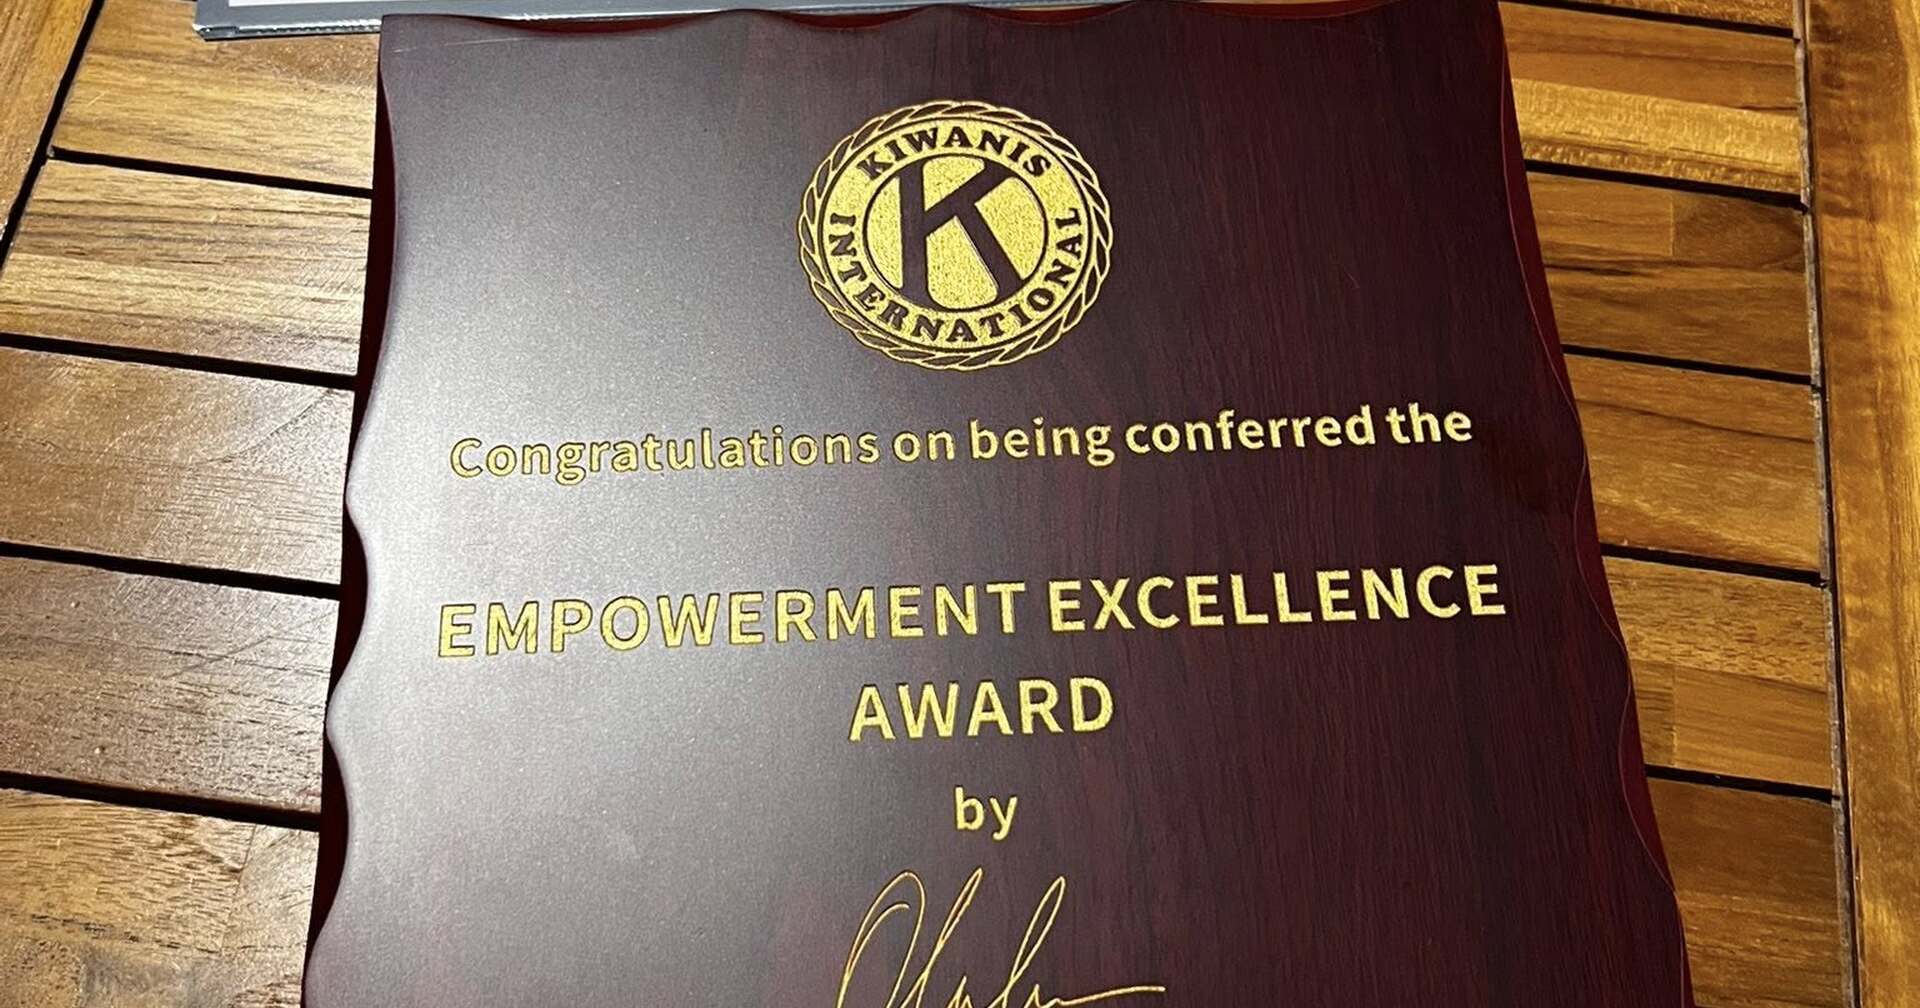 KIWANIS
K
INTERNATIONAL
Congratulations on being conferred the
EMPOWERMENT EXCELLENCE
AWARD
by